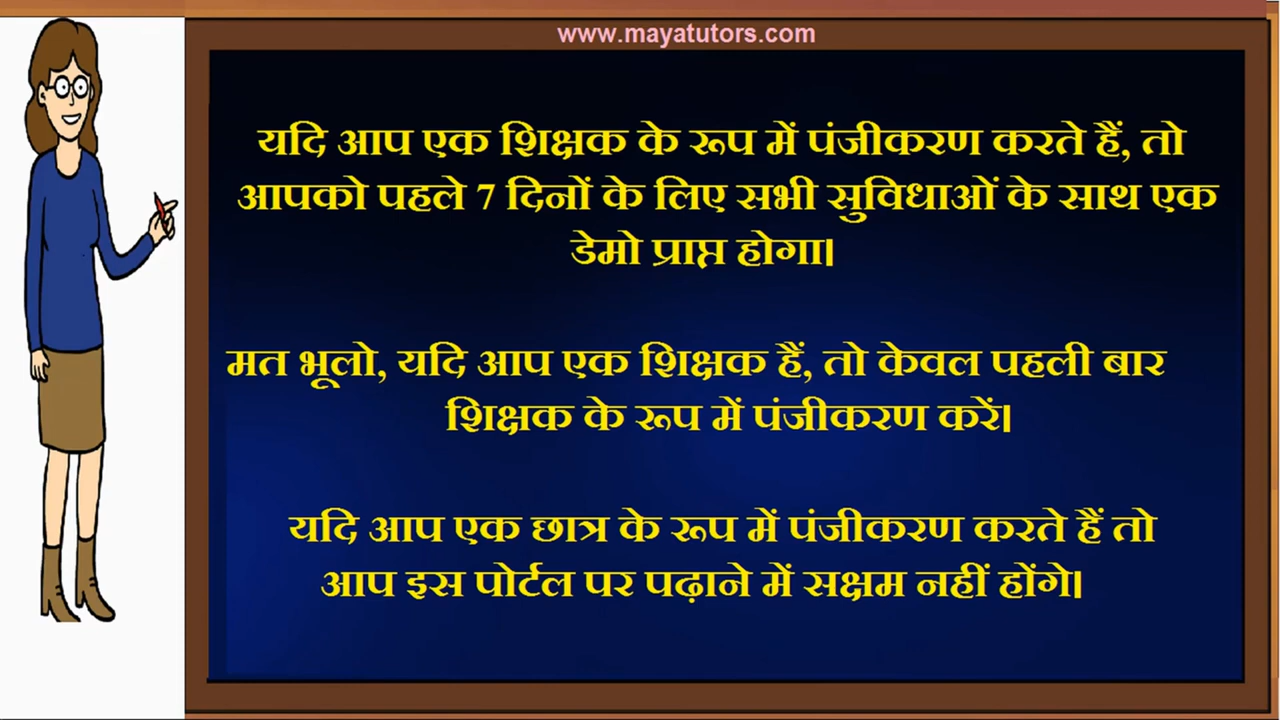 www.mayatutors.com
यदि आप एक शिक्षक के रूप में पंजीकरण करते हैं, तो
आपको पहले 7 दिनों के लिए सभी सुविधाओं के साथ एक
डेमो प्राप्त होगा।
मत भूलो, यदि आप एक शिक्षक हैं, तो केवल पहली बार
शिक्षक के रूप में पंजीकरण करें।
यदि आप एक छात्र के रूप में पंजीकरण करते हैं तो
आप इस पोर्टल पर पढ़ाने में सक्षम नहीं होंगे।